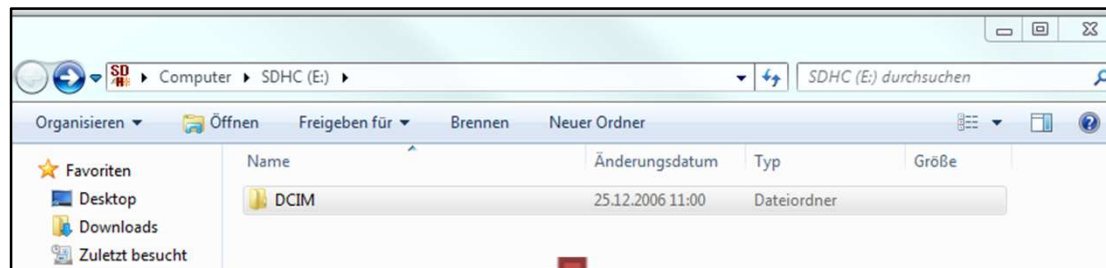 SD Computer SDHC (E:) SDHC (E:) durchsuchen
Organisieren Öffnen Freigeben für Brennen Neuer Ordner
Favoriten Name Änderungsdatum Typ Größe
Desktop DCIM 25.12.2006 11:00 Dateiordner
Downloads
Zuletzt besucht